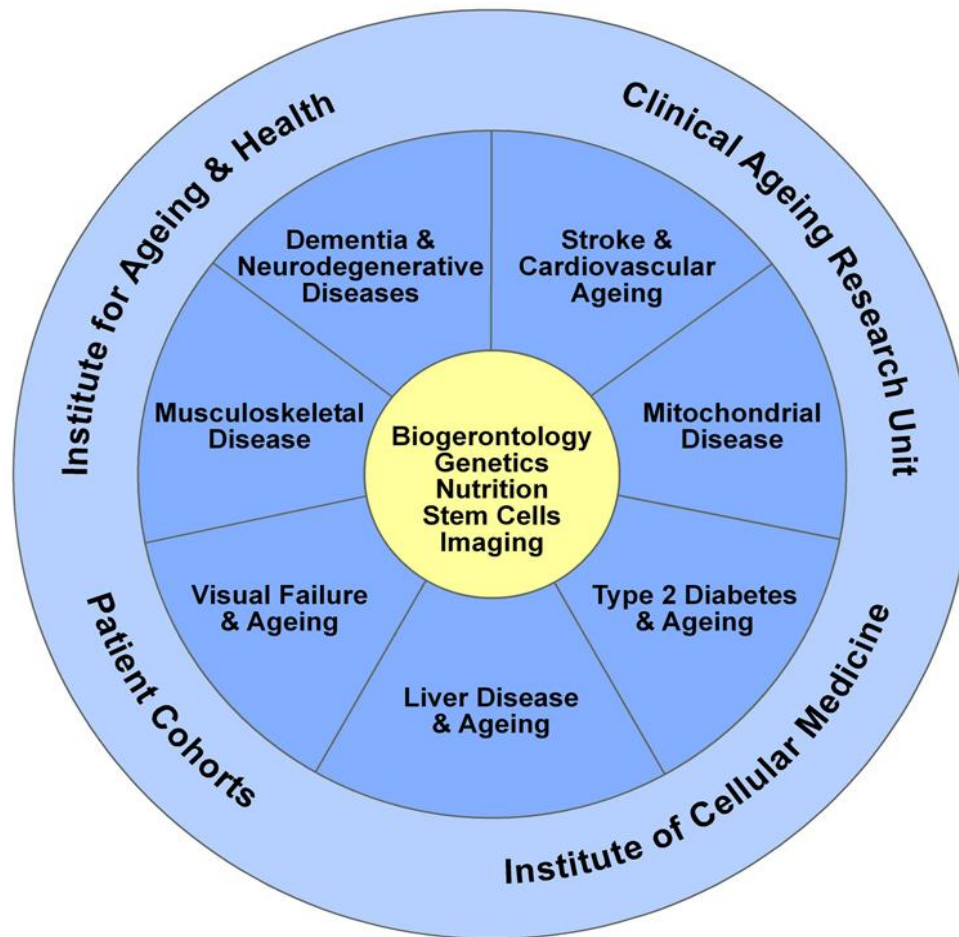 Institute for Ageing & Health
Clinical Ageing Research Unit
Dementia &
Neurodegenerative
Diseases
Stroke &
Cardiovascular
Ageing
Musculoskeletal
Disease
Mitochondrial
Disease
Biogerontology
Genetics
Nutrition
Stem Cells
Imaging
Visual Failure
& Ageing
Type 2 Diabetes
& Ageing
Liver Disease
& Ageing
Patient Cohorts
Institute of Cellular Medicine